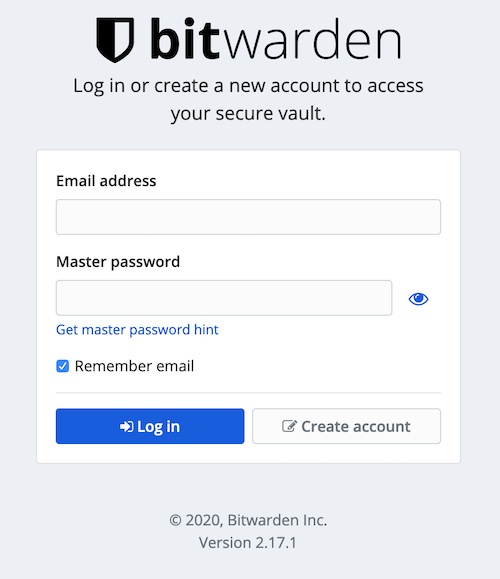 bitwarden
Log in or create a new account to access
your secure vault.
Email address
Master password
Get master password hint
Remember email
Log in
Create account
© 2020, Bitwarden Inc.
Version 2.17.1